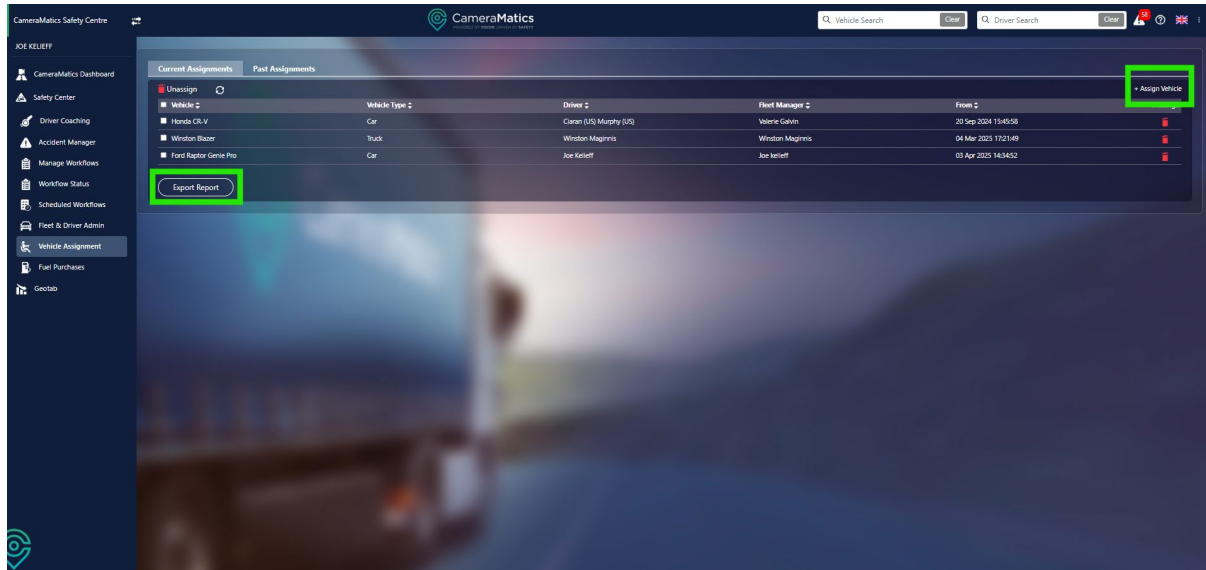 CameraMatics Safety Centre
CameraMatics
Vehicle Search
Clear
Driver Search
Clear
58
JOE KELIEFF
CameraMatics Dashboard
Safety Center
Driver Coaching
Accident Manager
Manage Workflows
Workflow Status
Scheduled Workflows
Fleet & Driver Admin
Vehicle Assignment
Fuel Purchases
Geotab
Current Assignments Past Assignments
Unassign
+ Assign Vehicle
Vehicle Vehicle Type Driver Fleet Manager From
Honda CR-V Car Ciaran (US) Murphy (US) Valerie Galvin 20 Sep 2024 15:45:58
Winston Blazer Truck Winston Maginnis Winston Maginnis 04 Mar 2025 17:21:49
Ford Raptor Genie Pro Car Joe Kelieff Joe kelieff 03 Apr 2025 14:34:52
Export Report